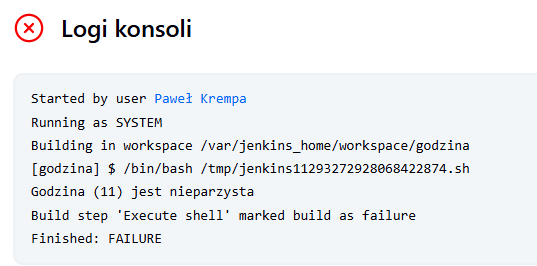 Logi konsoli
Started by user Paweł Krempa
Running as SYSTEM
Building in workspace /var/jenkins_home/workspace/godzina
[godzina] $ /bin/bash /tmp/jenkins11293272928068422874.sh
Godzina (11) jest nieparzysta
Build step 'Execute shell' marked build as failure
Finished: FAILURE